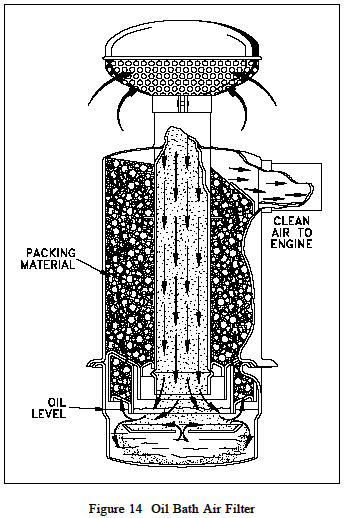 CLEAN
AIR TO
ENGINE
PACKING
MATERIAL
OIL
LEVEL
Figure 14 Oil Bath Air Filter